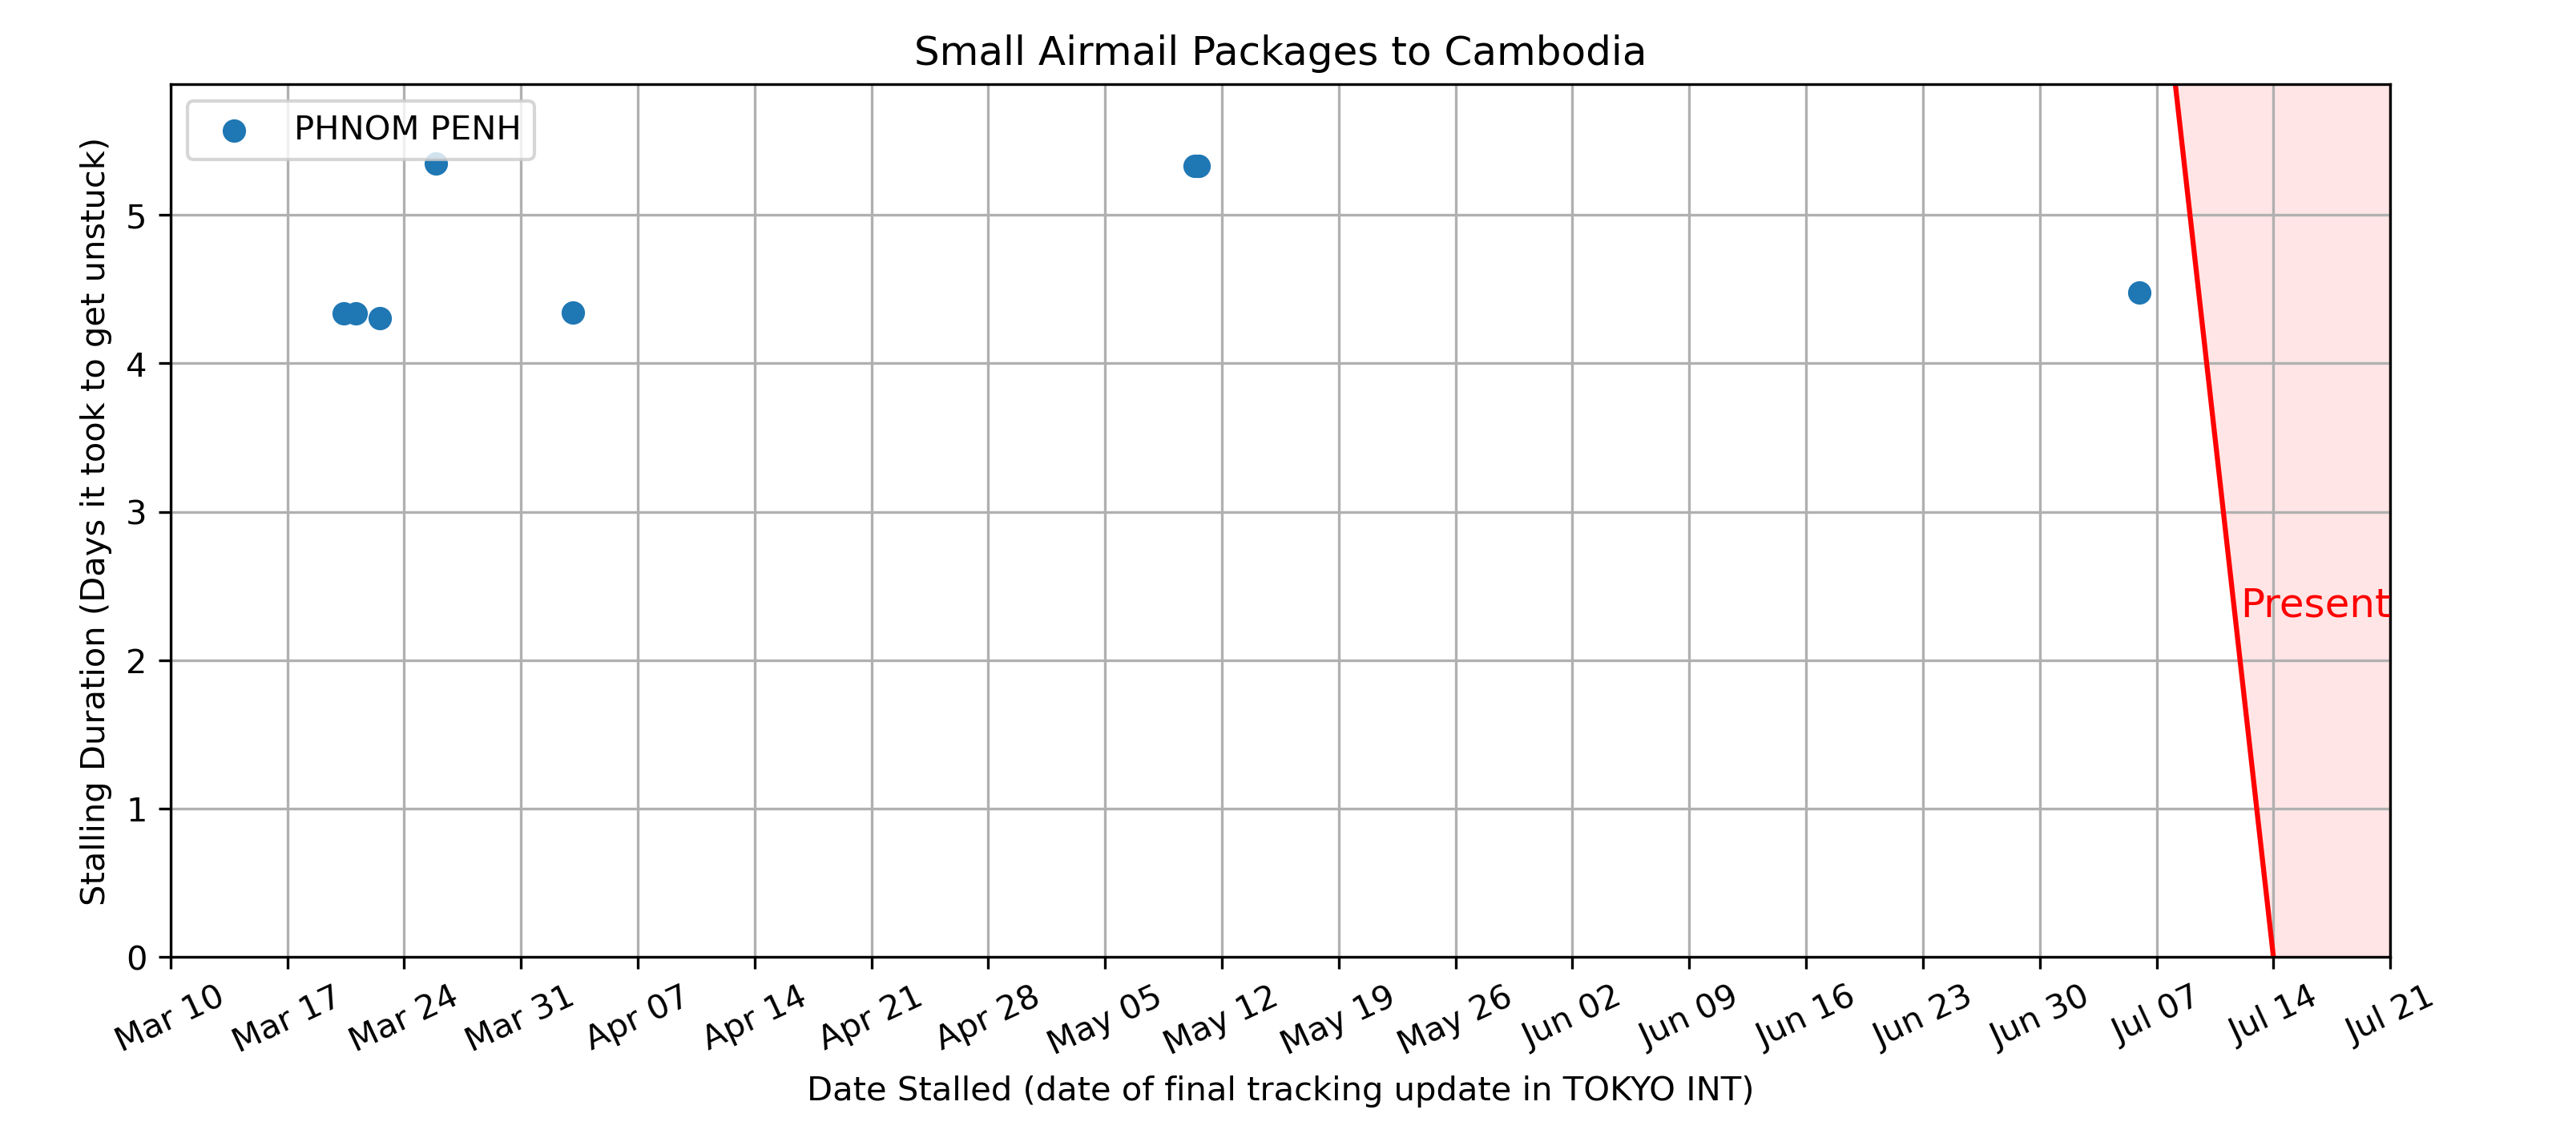 Small Airmail Packages to Cambodia
PHNOM PENH
Stalling Duration (Days it took to get unstuck)
5
4
3
2
1
0
Present
Mar 10
Mar 17
Mar 24
Mar 31
Apr 07
Apr 14
Apr 21
Apr 28
May 05
May 12
May 19
May 26
Jun 02
Jun 09
Jun 16
Jun 23
Jun 30
Jul 07
Jul 14
Jul 21
Date Stalled (date of final tracking update in TOKYO INT)